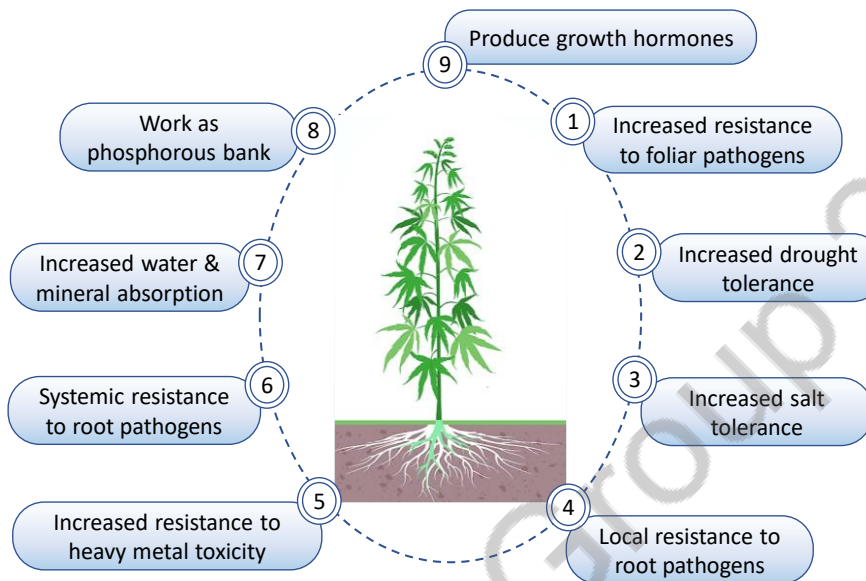 9
Produce growth hormones
1
Increased resistance
to foliar pathogens
2
Increased drought
tolerance
3
Increased salt
tolerance
4
Local resistance to
root pathogens
5
Increased resistance to
heavy metal toxicity
6
Systemic resistance
to root pathogens
7
Increased water &
mineral absorption
8
Work as
phosphorous bank
Group